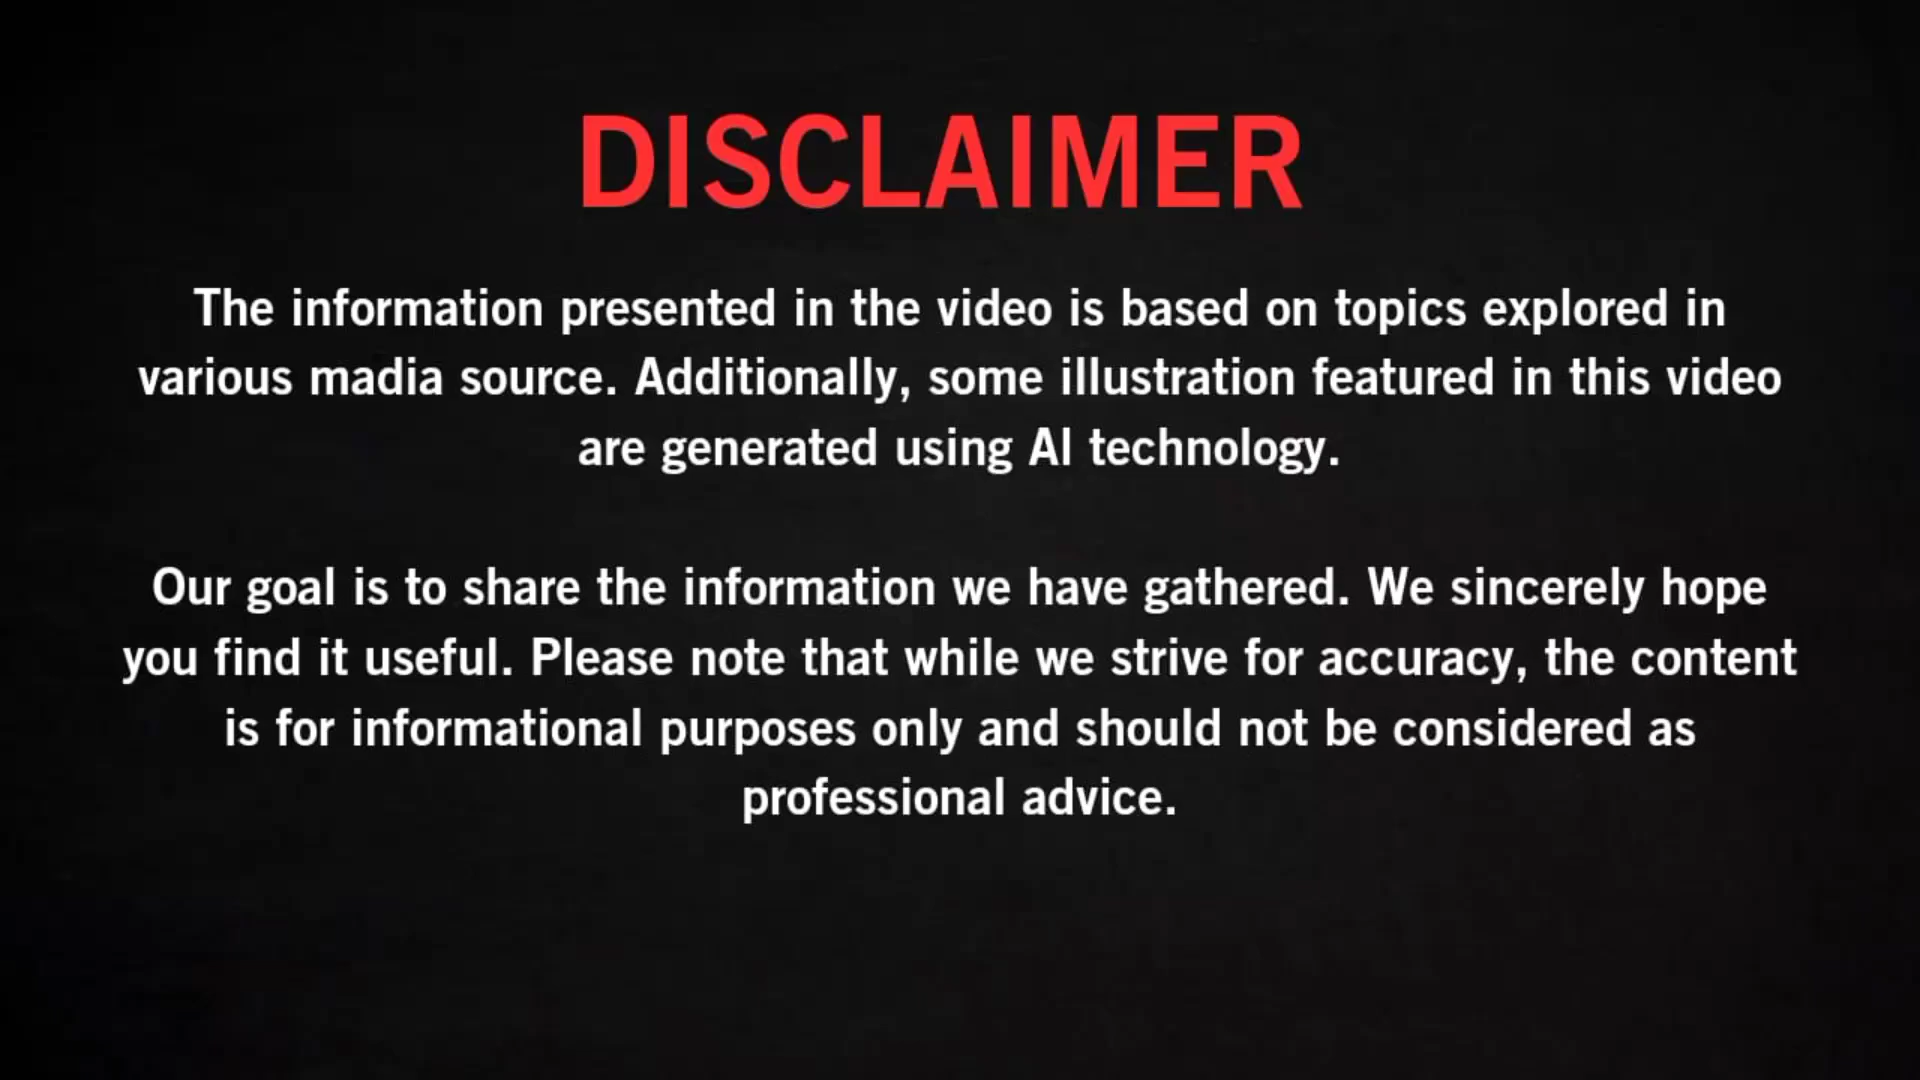 DISCLAIMER
The information presented in the video is based on topics explored in
various madia source. Additionally, some illustration featured in this video
are generated using AI technology.
Our goal is to share the information we have gathered. We sincerely hope
you find it useful. Please note that while we strive for accuracy, the content
is for informational purposes only and should not be considered as
professional advice.